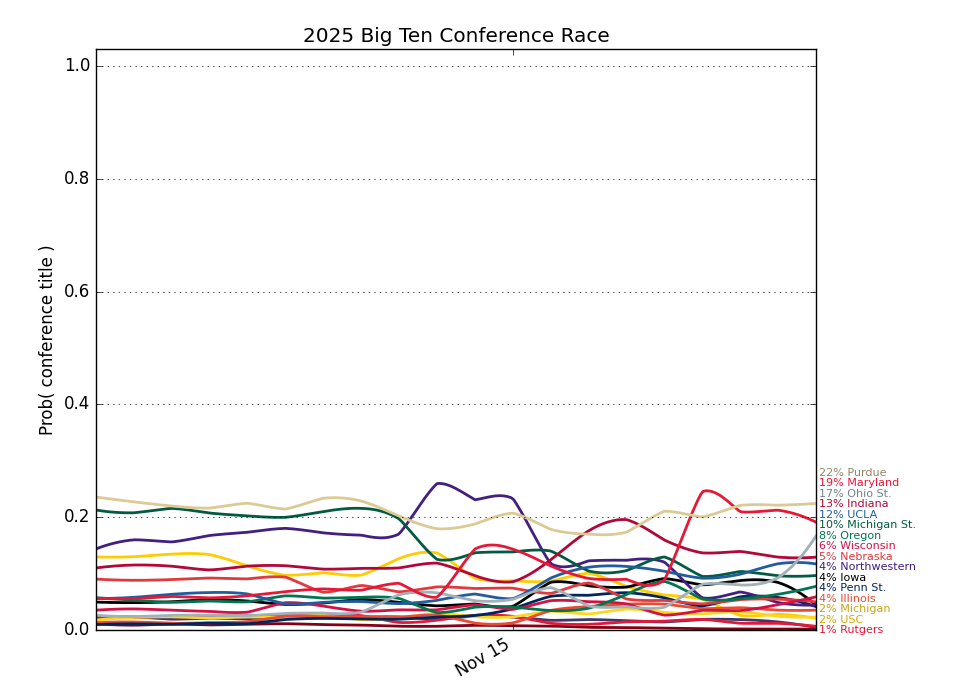 2025 Big Ten Conference Race
1.0
0.8
0.6
0.4
0.2
0.0
Prob( conference title )
Nov 15
22% Purdue
19% Maryland
17% Ohio St.
13% Indiana
12% UCLA
10% Michigan St.
8% Oregon
6% Wisconsin
5% Nebraska
4% Northwestern
4% Iowa
4% Penn St.
4% Illinois
2% Michigan
2% USC
1% Rutgers